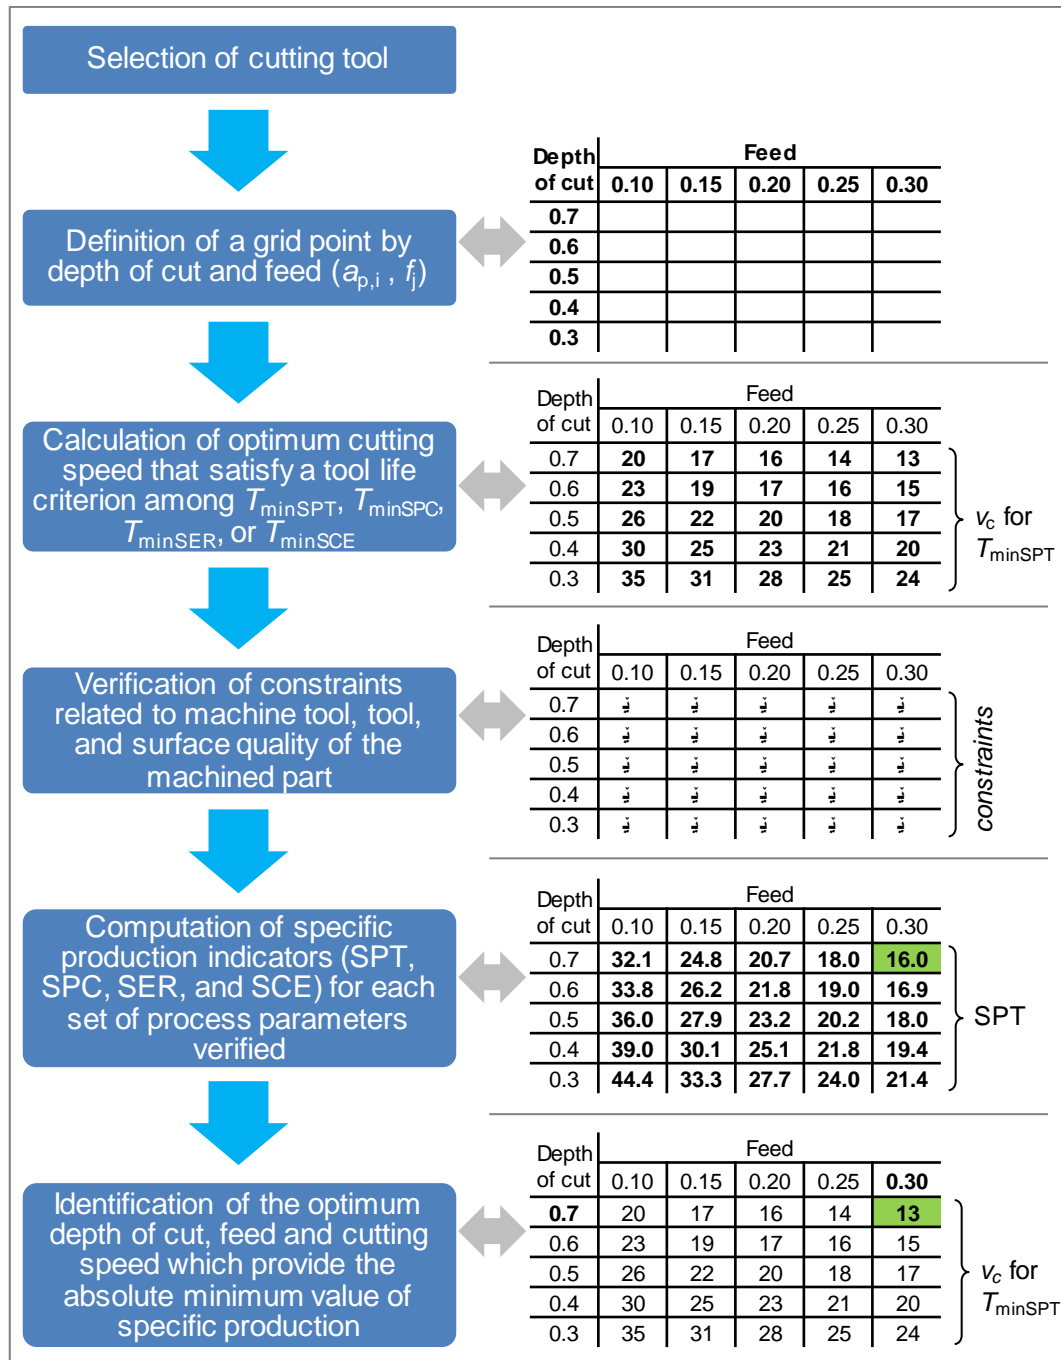 Selection of cutting tool
Depth of cut Feed
0.10 0.15 0.20 0.25 0.30
0.7
0.6
0.5
0.4
0.3
Definition of a grid point by
depth of cut and feed (ap,i , fj)
Depth of cut Feed
0.10 0.15 0.20 0.25 0.30
0.7 20 17 16 14 13
0.6 23 19 17 16 15
0.5 26 22 20 18 17
0.4 30 25 23 21 20
0.3 35 31 28 25 24
vc for
TminSPT
Calculation of optimum cutting
speed that satisfy a tool life
criterion among TminSPT, TminSPC,
TminSER, or TminSCE
Depth of cut Feed
0.10 0.15 0.20 0.25 0.30
0.7
0.6
0.5
0.4
0.3
constraints
Verification of constraints
related to machine tool, tool,
and surface quality of the
machined part
Depth of cut Feed
0.10 0.15 0.20 0.25 0.30
0.7 32.1 24.8 20.7 18.0 16.0
0.6 33.8 26.2 21.8 19.0 16.9
0.5 36.0 27.9 23.2 20.2 18.0
0.4 39.0 30.1 25.1 21.8 19.4
0.3 44.4 33.3 27.7 24.0 21.4
SPT
Computation of specific
production indicators (SPT,
SPC, SER, and SCE) for each
set of process parameters
verified
Depth of cut Feed
0.10 0.15 0.20 0.25 0.30
0.7 20 17 16 14 13
0.6 23 19 17 16 15
0.5 26 22 20 18 17
0.4 30 25 23 21 20
0.3 35 31 28 25 24
vc for
TminSPT
Identification of the optimum
depth of cut, feed and cutting
speed which provide the
absolute minimum value of
specific production